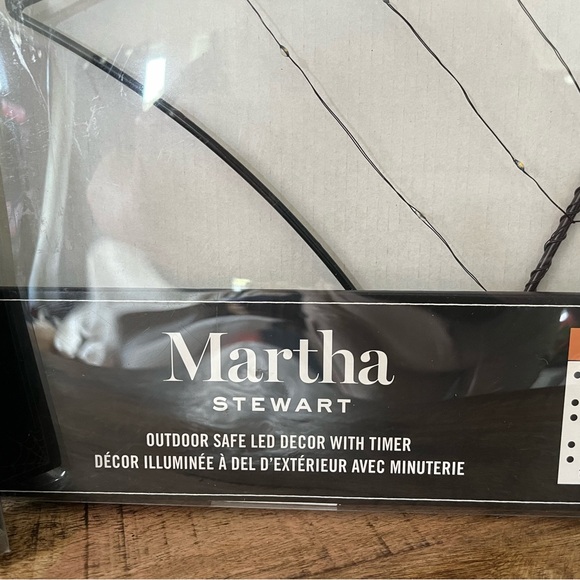 Martha
STEWART
OUTDOOR SAFE LED DECOR WITH TIMER
DÉCOR ILLUMINÉE À DEL D'EXTÉRIEUR AVEC MINUTERIE